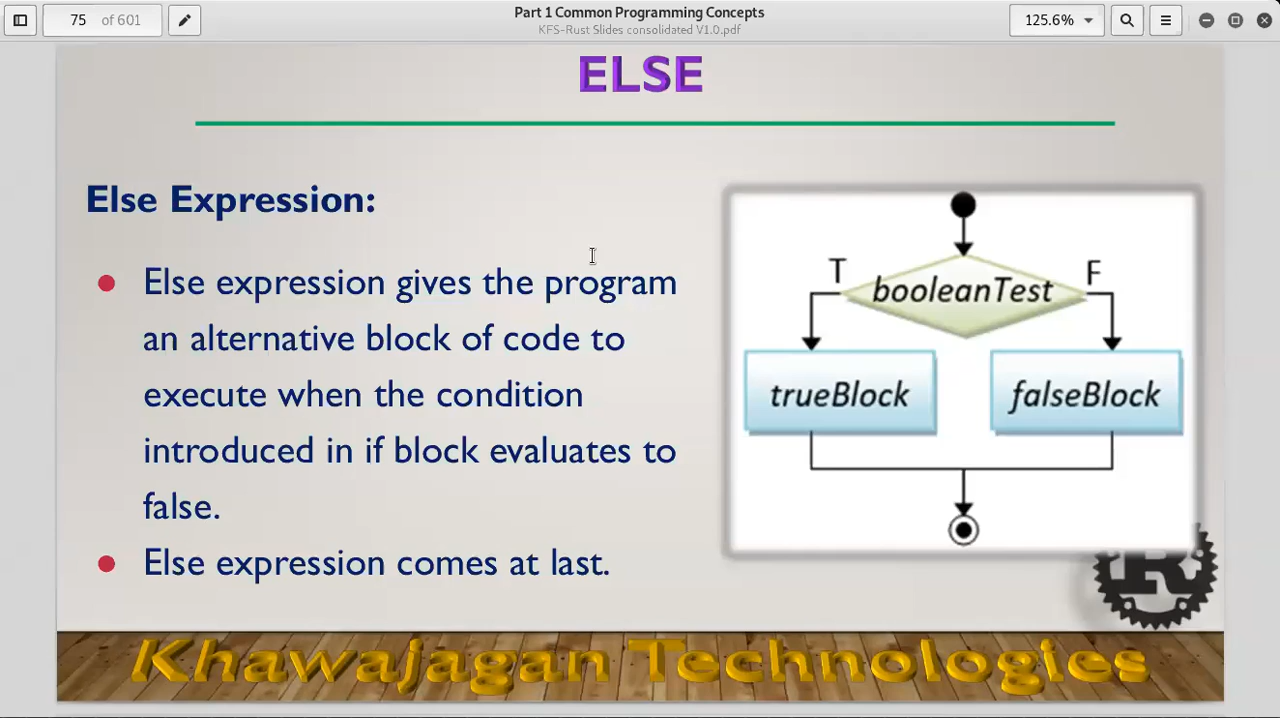 75 of 601
Part 1 Common Programming Concepts
KFS-Rust Slides consolidated V1.0.pdf
125.6%
ELSE
Else Expression:
Else expression gives the program
an alternative block of code to
execute when the condition
introduced in if block evaluates to
false.
Else expression comes at last.
T
booleanTest
F
trueBlock
falseBlock
R
Khawajagan Technologies